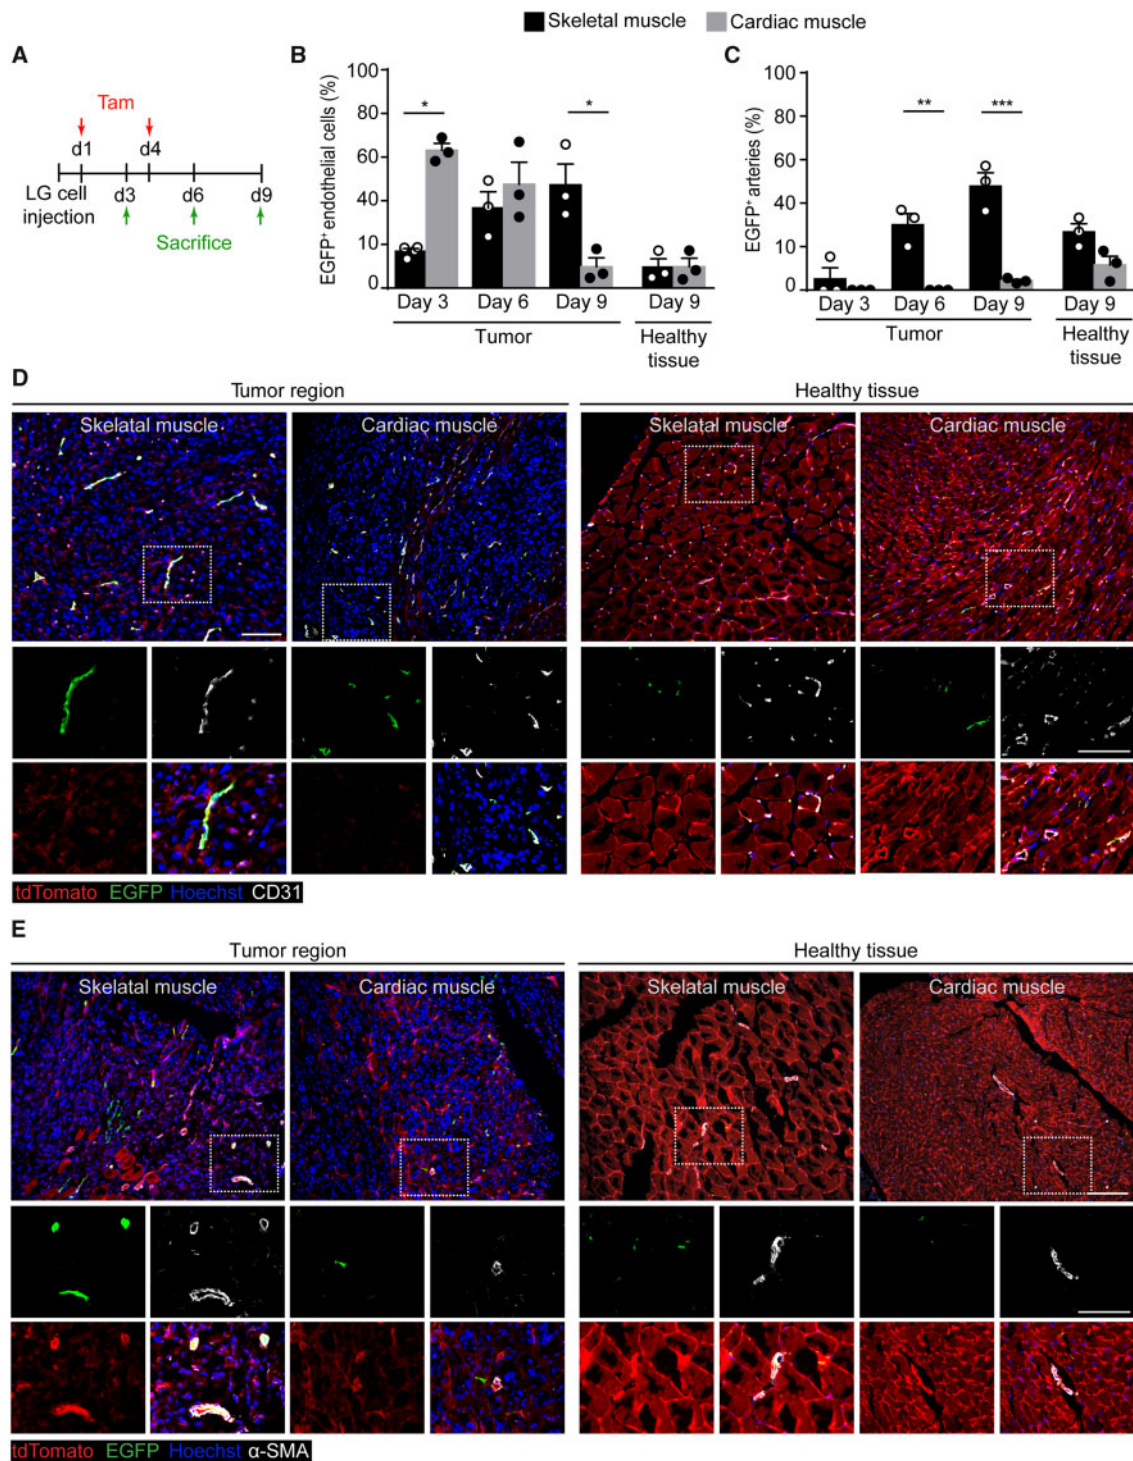 Skeletal muscle Cardiac muscle
A
Tam
d1 d4
LG cell injection
d3 d6 d9
Sacrifice
B
EGFP+ endothelial cells (%)
100
80
60
40
10
0
*
*
Day 3 Day 6 Day 9 Day 9
Tumor
Healthy tissue
C
EGFP+ arteries (%)
100
80
60
40
10
0
**
***
Day 3 Day 6 Day 9 Day 9
Tumor
Healthy tissue
D
Tumor region Healthy tissue
Skelatal muscle Cardiac muscle Skelatal muscle Cardiac muscle
tdTomato EGFP Hoechst CD31
E
Tumor region Healthy tissue
Skelatal muscle Cardiac muscle Skelatal muscle Cardiac muscle
tdTomato EGFP Hoechst α-SMA